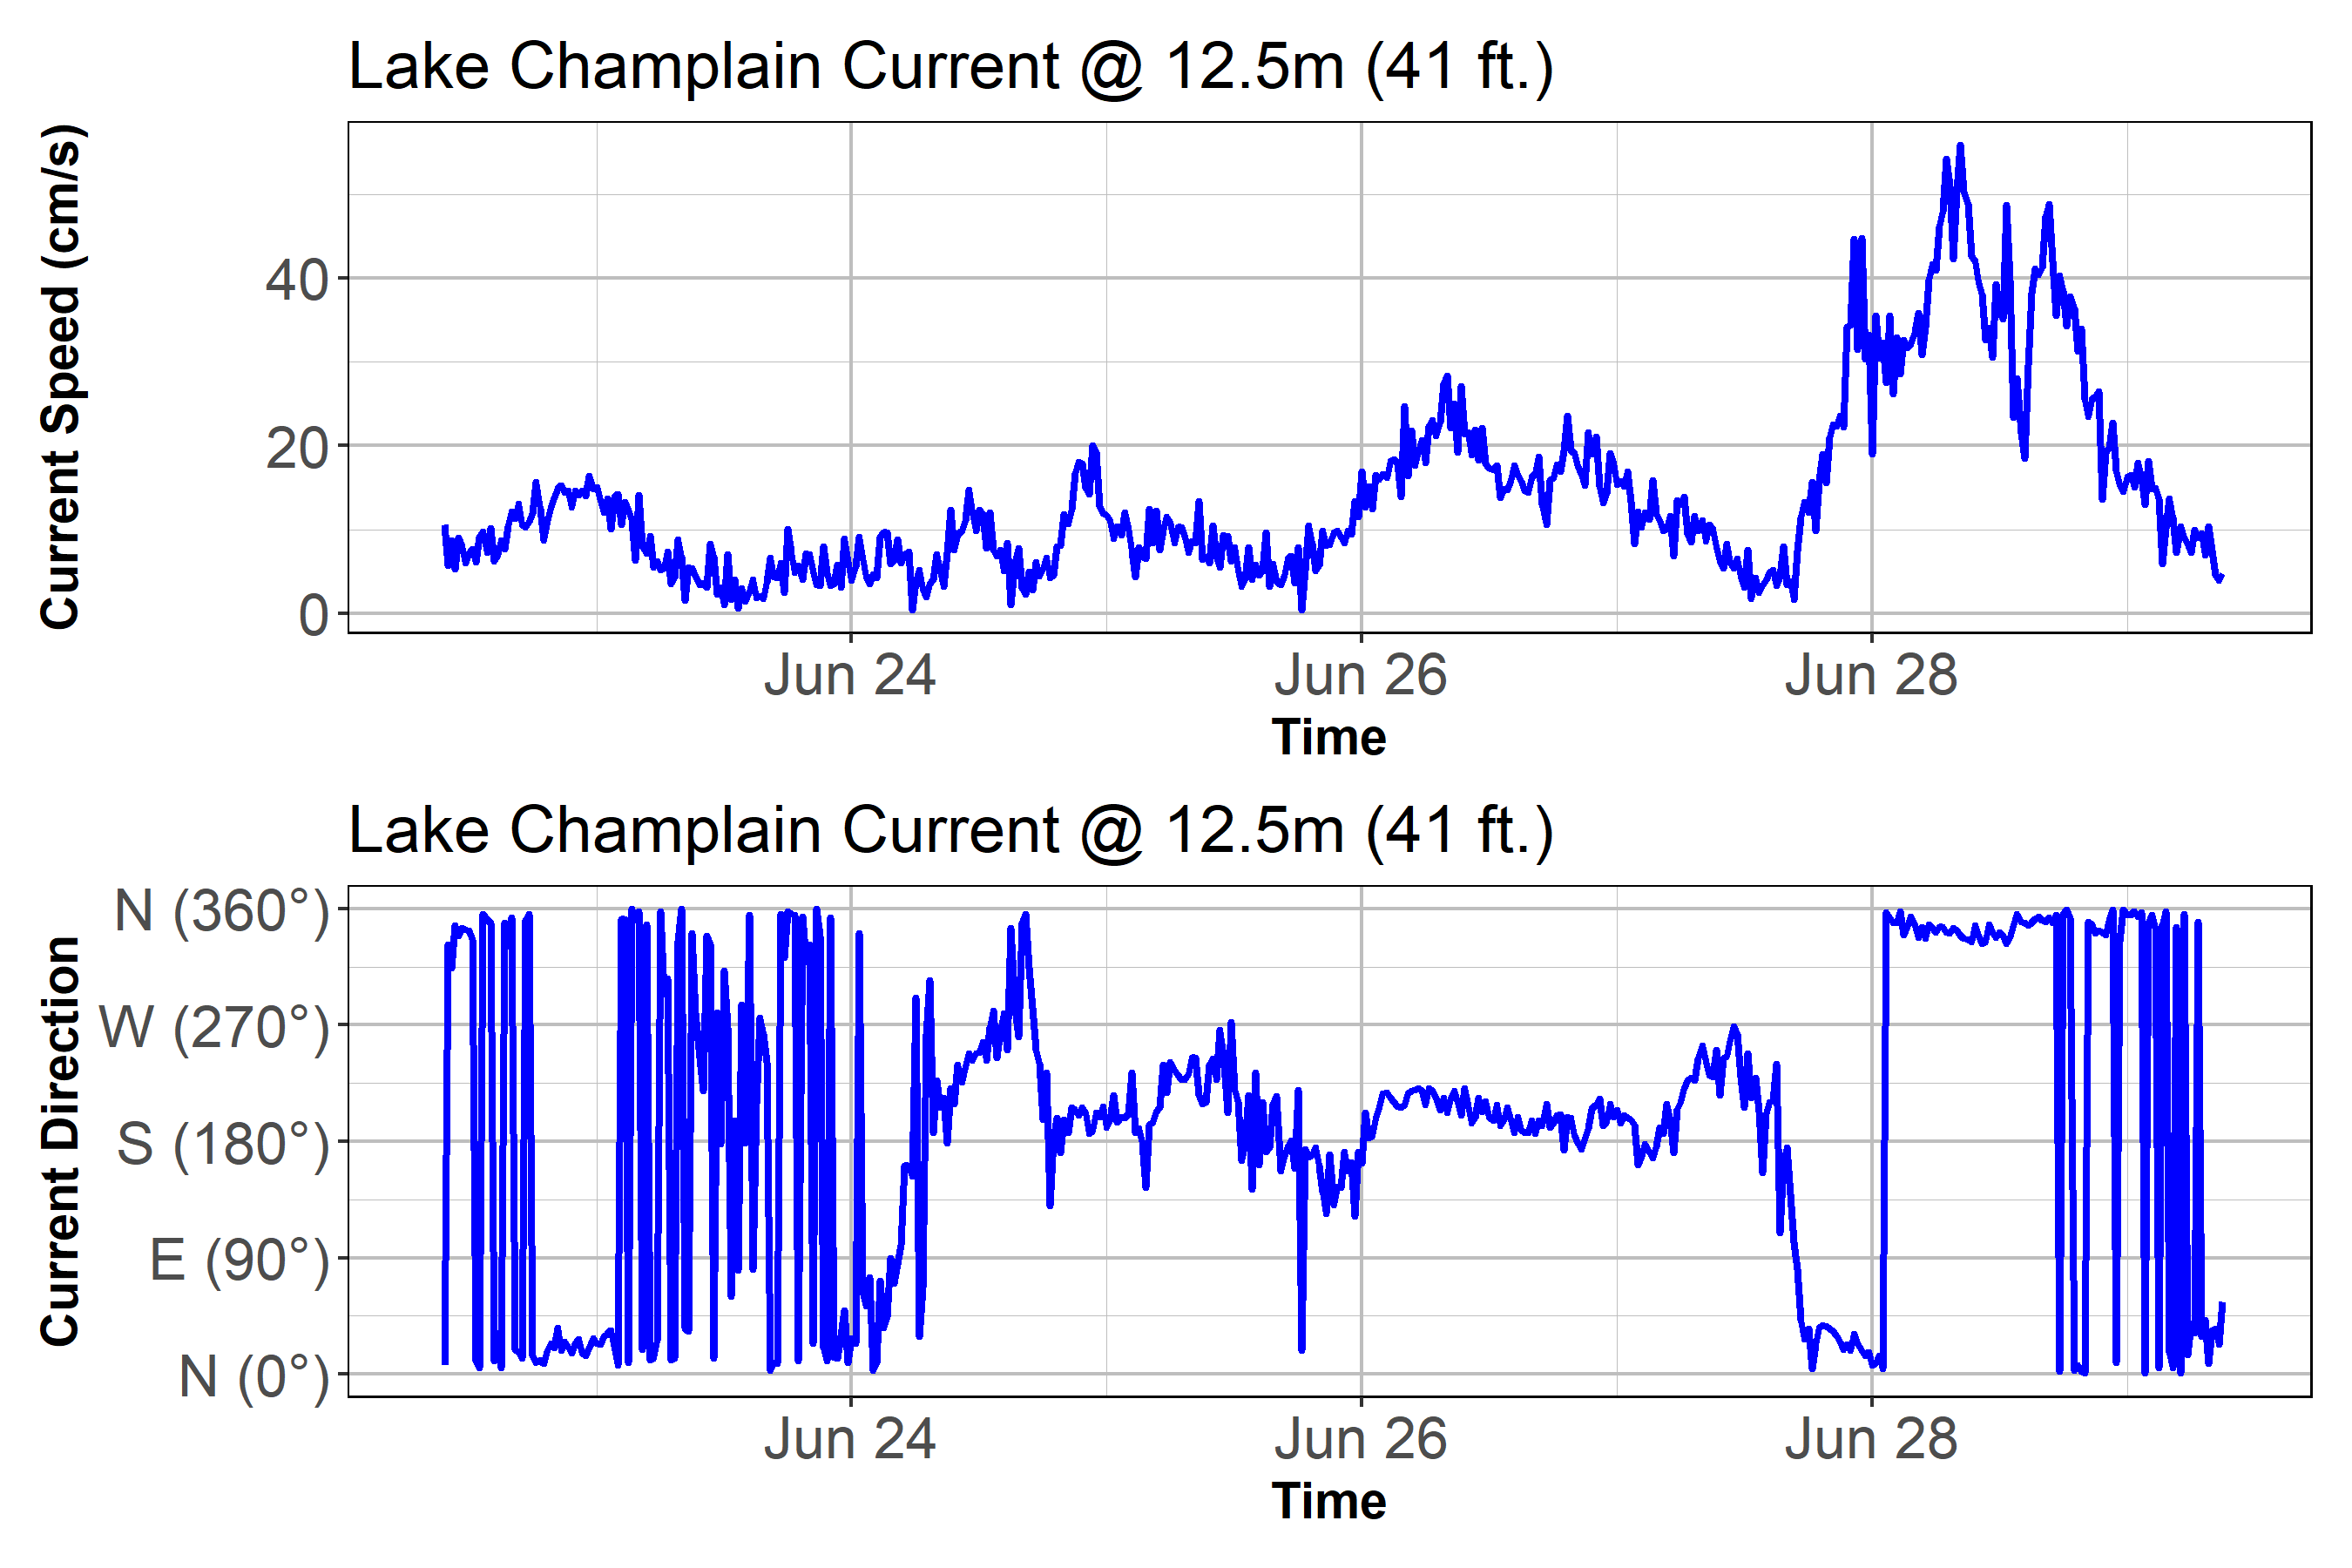 Lake Champlain Current @ 12.5m (41 ft.)
Current Speed (cm/s)
40
20
0
Jun 24 Jun 26 Jun 28
Time
Lake Champlain Current @ 12.5m (41 ft.)
Current Direction
N (360°)
W (270°)
S (180°)
E (90°)
N (0°)
Jun 24 Jun 26 Jun 28
Time